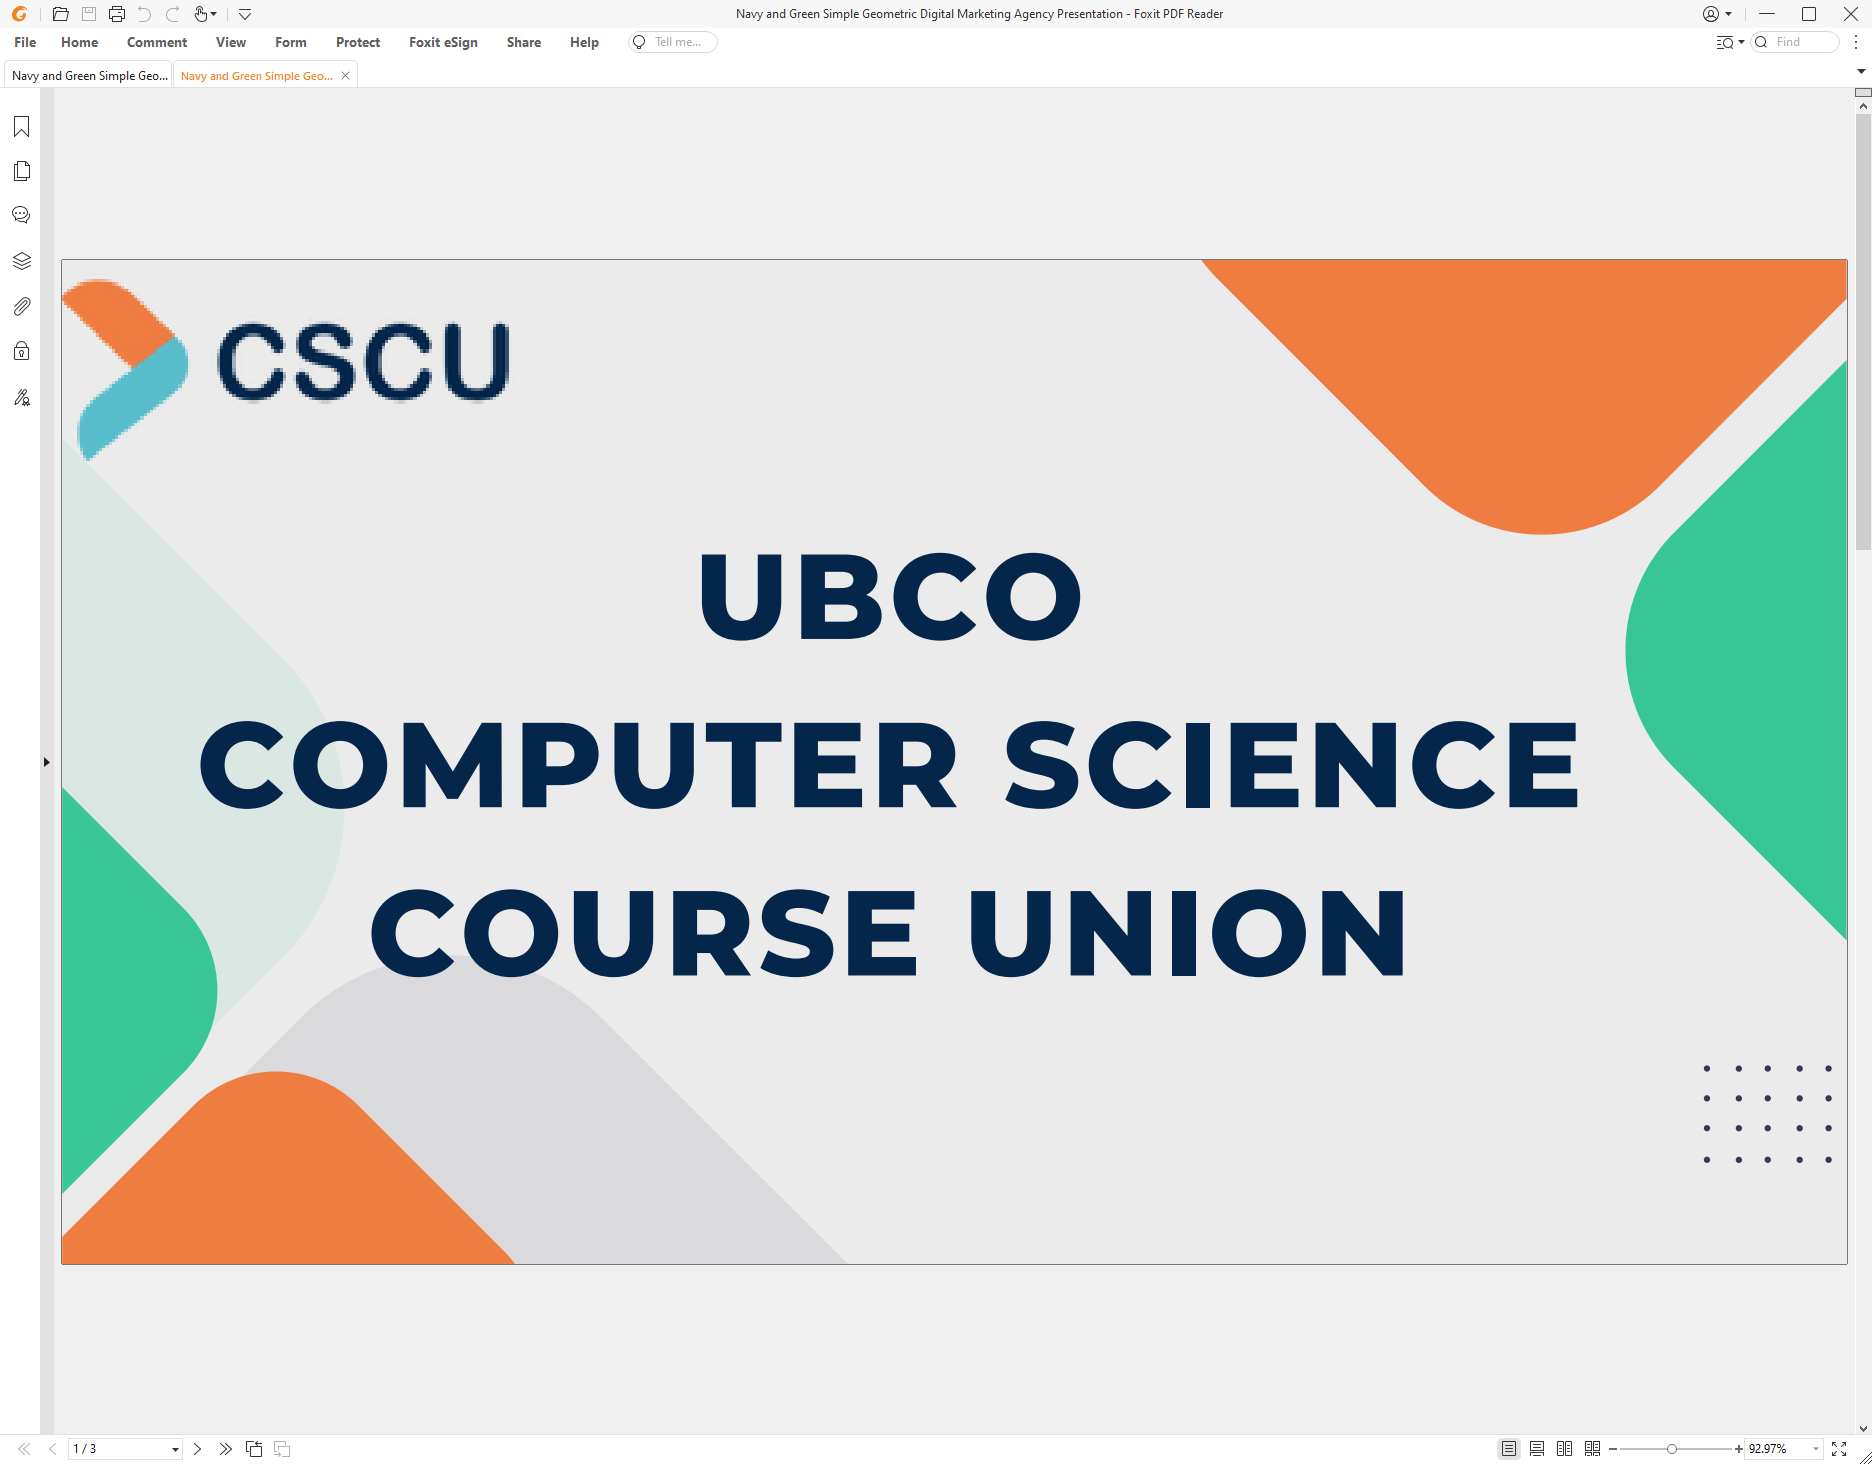 Navy and Green Simple Geometric Digital Marketing Agency Presentation - Foxit PDF Reader
File Home Comment View Form Protect Foxit eSign Share Help Tell me... Find
Navy and Green Simple Geo... Navy and Green Simple Geo...
CSCU
UBCO
COMPUTER SCIENCE
COURSE UNION
1 / 3 92.97%